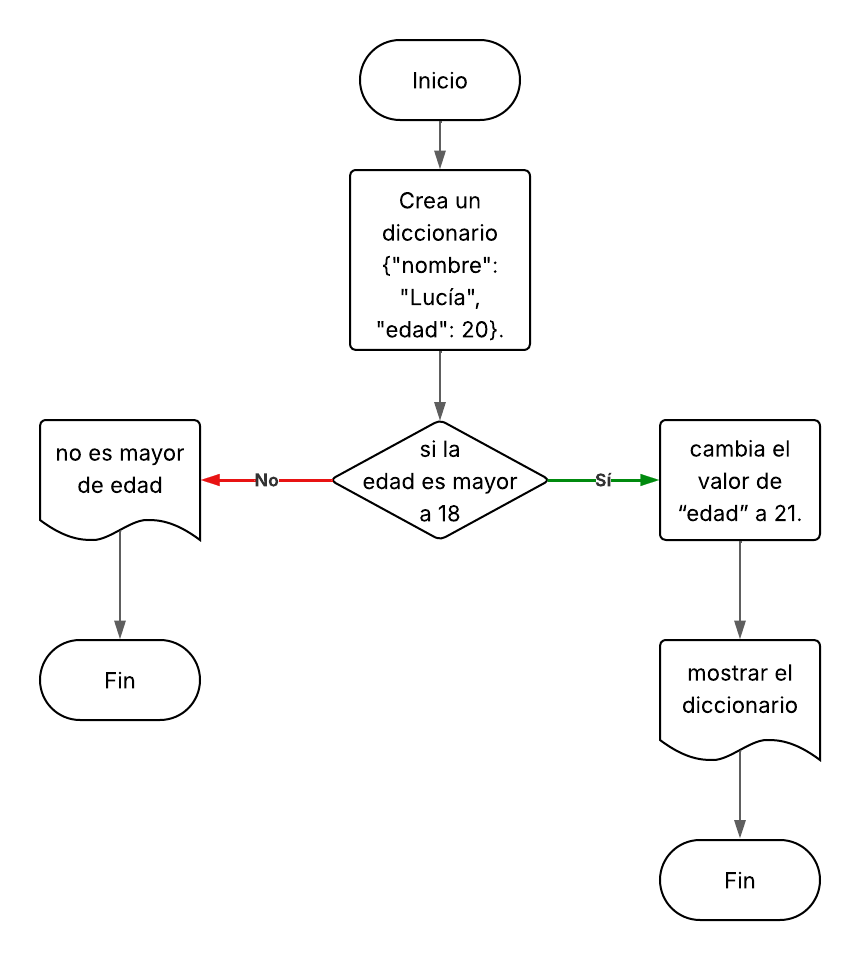 Inicio
Crea un
diccionario
{"nombre":
"Lucía",
"edad": 20}.
si la
edad es mayor
a 18
No
Sí
no es mayor
de edad
Fin
cambia el
valor de
“edad” a 21.
mostrar el
diccionario
Fin